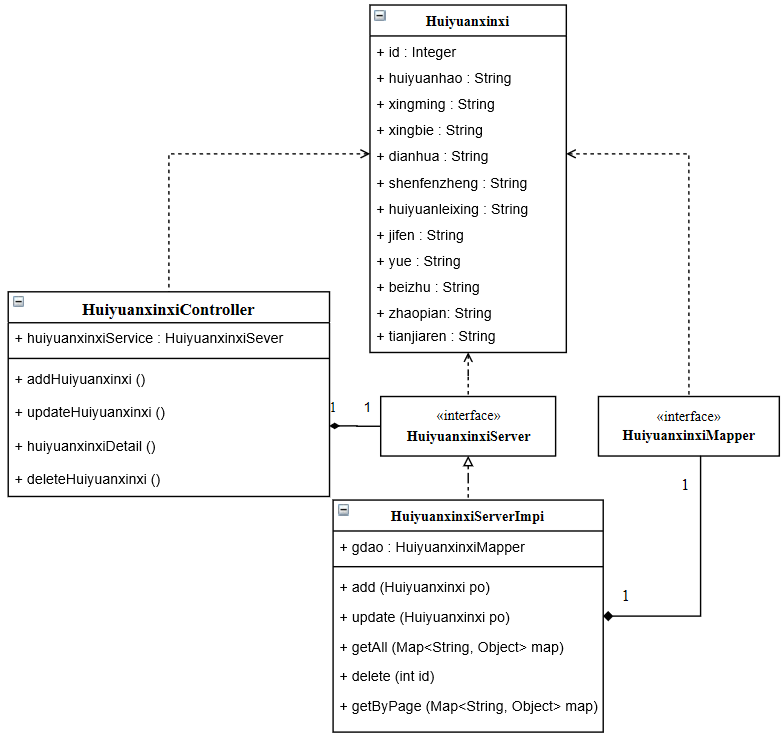 Huiyuanxinxi
+ id : Integer
+ huiyuanhao : String
+ xingming : String
+ xingbie : String
+ dianhua : String
+ shenfenzheng : String
+ huiyuanleixing : String
+ jifen : String
+ yue : String
+ beizhu : String
+ zhaopian: String
+ tianjiaren : String
HuiyuanxinxiController
+ huiyuanxinxiService : HuiyuanxinxiSever
+ addHuiyuanxinxi ()
+ updateHuiyuanxinxi ()
+ huiyuanxinxiDetail ()
+ deleteHuiyuanxinxi ()
1 1
«interface»
HuiyuanxinxiServer
«interface»
HuiyuanxinxiMapper
1
HuiyuanxinxiServerImpi
+ gdao : HuiyuanxinxiMapper
+ add (Huiyuanxinxi po)
+ update (Huiyuanxinxi po)
+ getAll (Map<String, Object> map)
+ delete (int id)
+ getByPage (Map<String, Object> map)
1